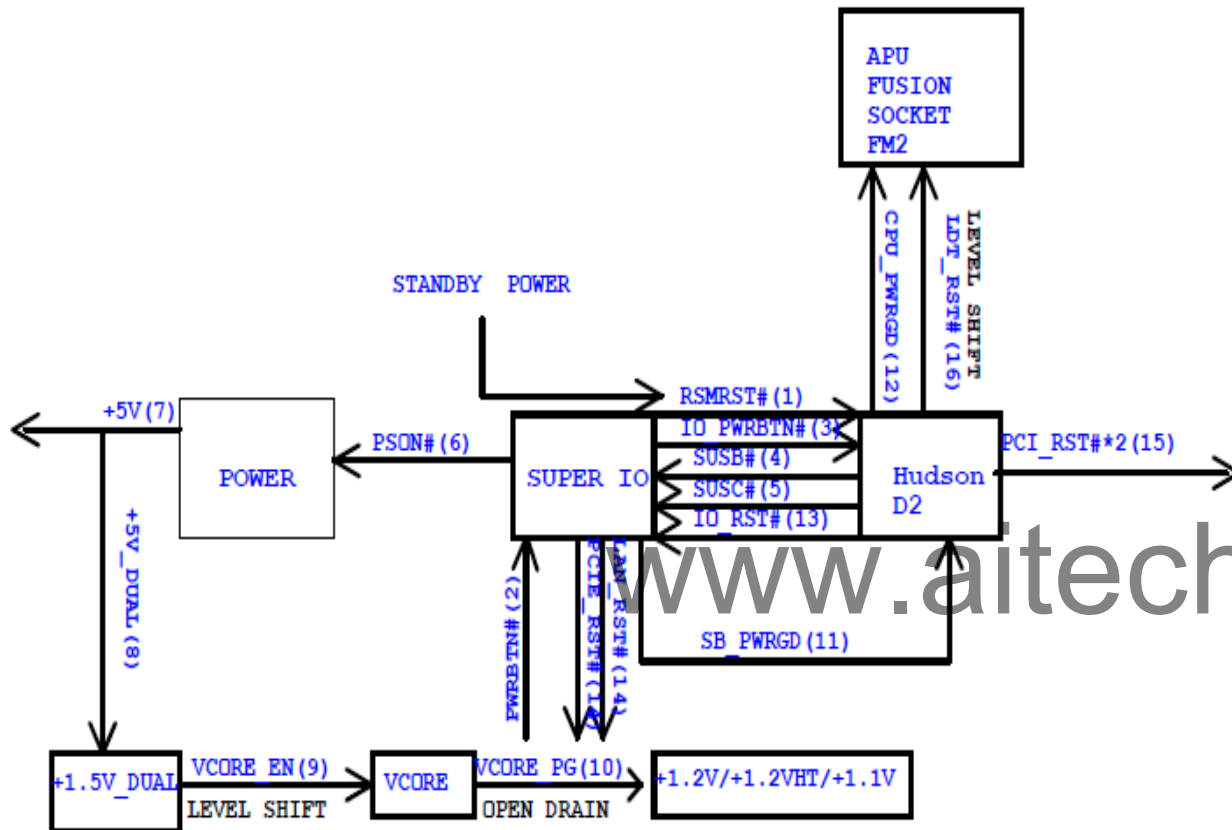 APU
FUSION
SOCKET
FM2
CPU_PWRGD(12)
LDT_RST#(16)
LEVEL SHIFT
STANDBY POWER
+5V(7)
PSON#(6)
RSMRST#(1)
IO_PWRBTN#(3)
SUSB#(4)
SUSC#(5)
IO_RST#(13)
PCI_RST#*2(15)
POWER
SUPER IO
Hudson
D2
www.aitech
+5V_DUAL(8)
PWRBTN#(2)
PCIE_RST#(14)
LAN_RST#(14)
SB_PWRGD(11)
+1.5V_DUAL
VCORE_EN(9)
LEVEL SHIFT
VCORE
VCORE_PG(10)
OPEN DRAIN
+1.2V/+1.2VHT/+1.1V